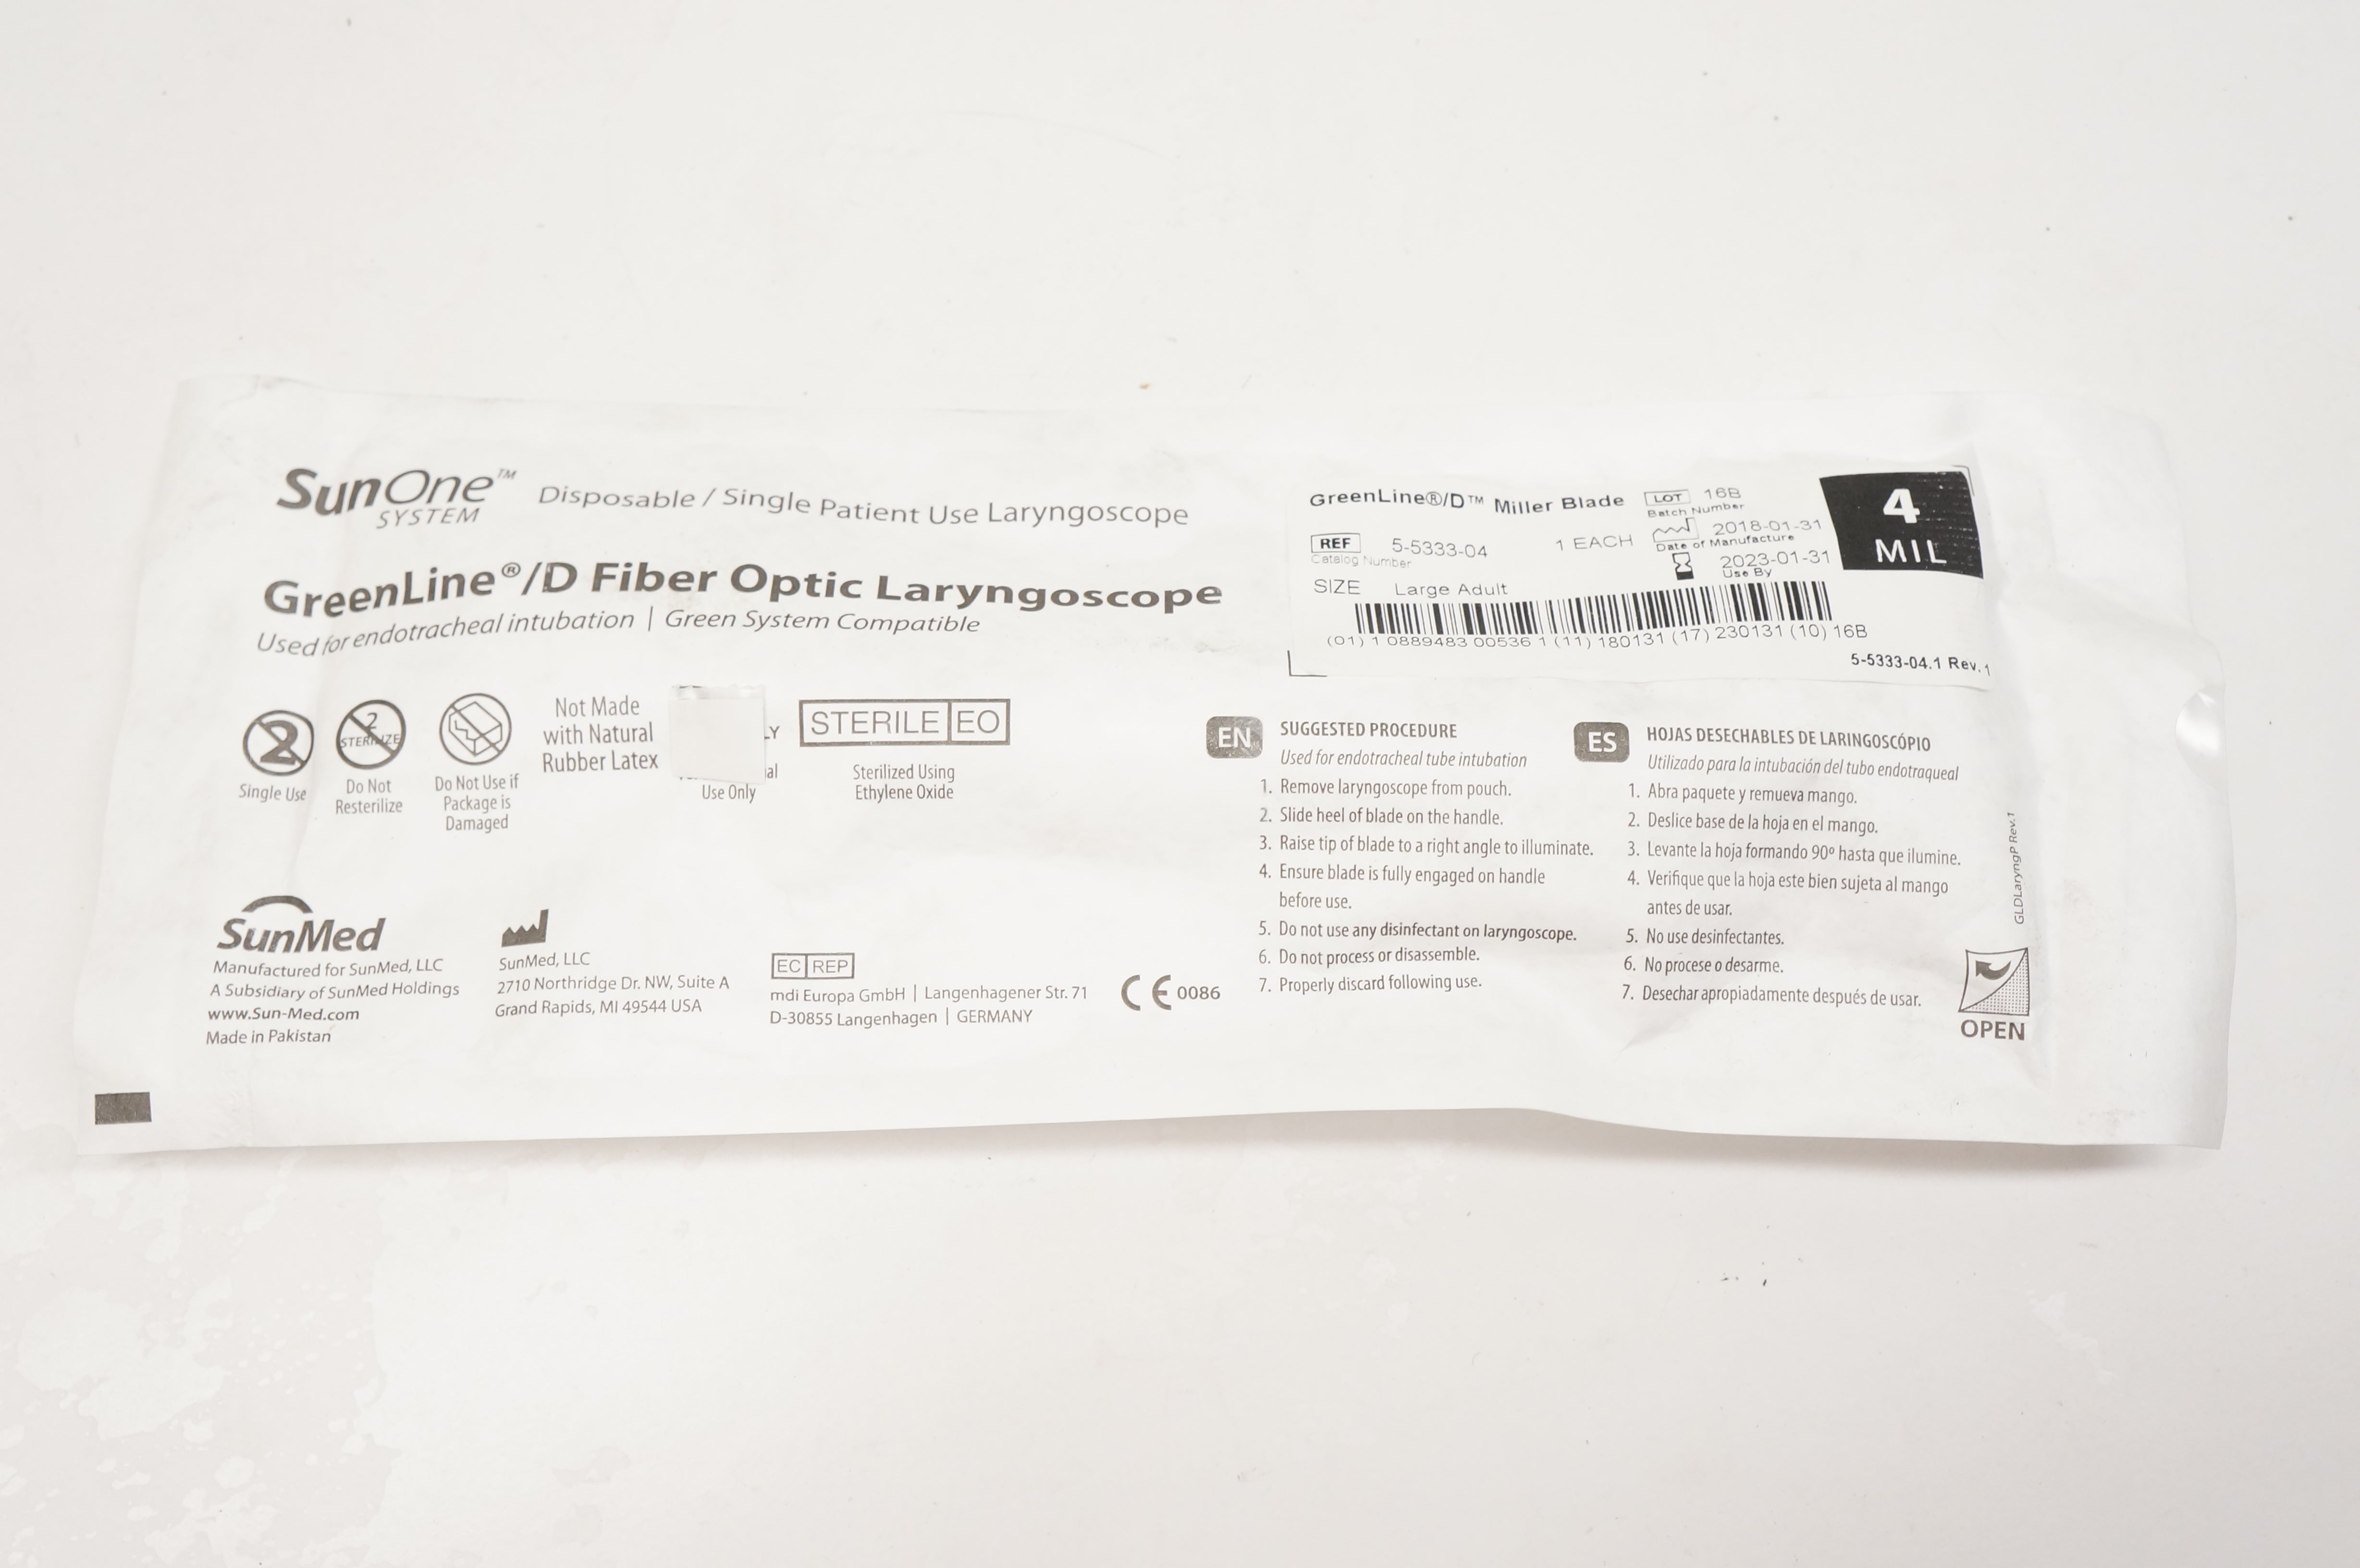 SunOne™
SYSTEM
Disposable / Single Patient Use Laryngoscope
GreenLine®/D Fiber Optic Laryngoscope
Used for endotracheal intubation | Green System Compatible
2
Single Use
2
STERILIZE
Do Not
Resterilize
Do Not Use if
Package is
Damaged
Not Made
with Natural
Rubber Latex
Use Only
STERILE EO
Sterilized Using
Ethylene Oxide
SunMed
Manufactured for SunMed, LLC
A Subsidiary of SunMed Holdings
www.Sun-Med.com
Made in Pakistan
SunMed, LLC
2710 Northridge Dr. NW, Suite A
Grand Rapids, MI 49544 USA
EC REP
mdi Europa GmbH | Langenhagener Str. 71
D-30855 Langenhagen | GERMANY
CE 0086
GreenLine®/D™ Miller Blade
LOT 16B
Batch Number
REF 5-5333-04
Catalog Number
1 EACH
2018-01-31
Date of Manufacture
2023-01-31
Use By
SIZE Large Adult
(01) 1 0889483 00536 1 (11) 180131 (17) 230131 (10) 16B
5-5333-04.1 Rev. 1
4
MIL
EN
SUGGESTED PROCEDURE
Used for endotracheal tube intubation
1. Remove laryngoscope from pouch.
2. Slide heel of blade on the handle.
3. Raise tip of blade to a right angle to illuminate.
4. Ensure blade is fully engaged on handle
before use.
5. Do not use any disinfectant on laryngoscope.
6. Do not process or disassemble.
7. Properly discard following use.
ES
HOJAS DESECHABLES DE LARINGOSCÓPIO
Utilizado para la intubación del tubo endotraqueal
1. Abra paquete y remueva mango.
2. Deslice base de la hoja en el mango.
3. Levante la hoja formando 90º hasta que ilumine.
4. Verifique que la hoja este bien sujeta al mango
antes de usar.
5. No use desinfectantes.
6. No procese o desarme.
7. Desechar apropiadamente después de usar.
GLDLaryngP Rev.1
OPEN